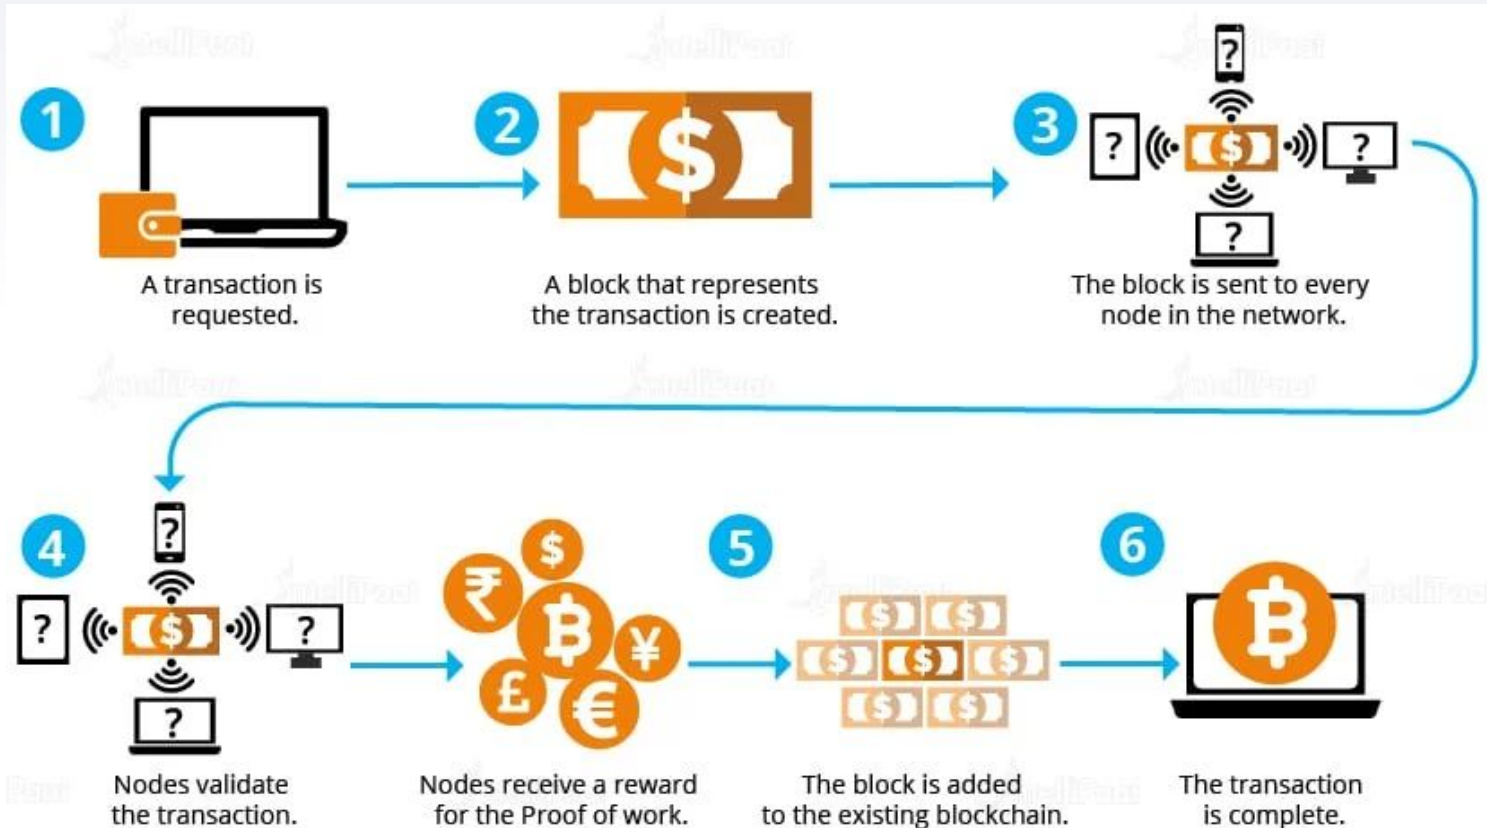 1
2
3
A transaction is
requested.
A block that represents
the transaction is created.
The block is sent to every
node in the network.
4
5
6
Nodes validate
the transaction.
Nodes receive a reward
for the Proof of work.
The block is added
to the existing blockchain.
The transaction
is complete.